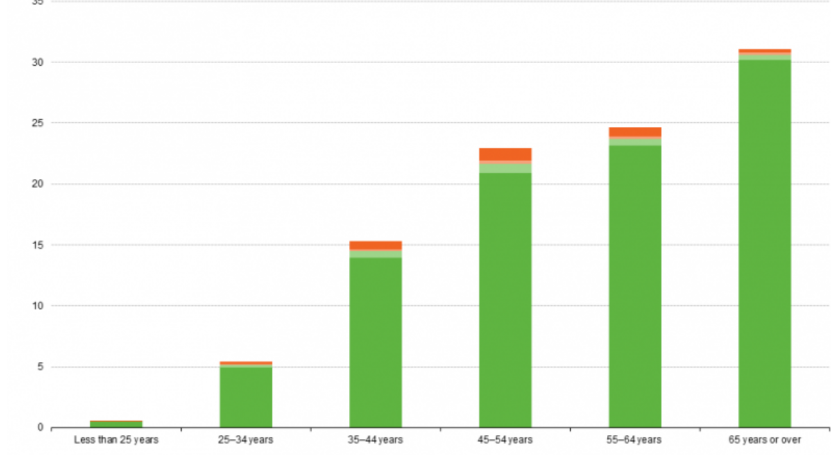 35
30
25
20
15
10
5
0
Less than 25 years
25–34 years
35–44 years
45–54 years
55–64 years
65 years or over